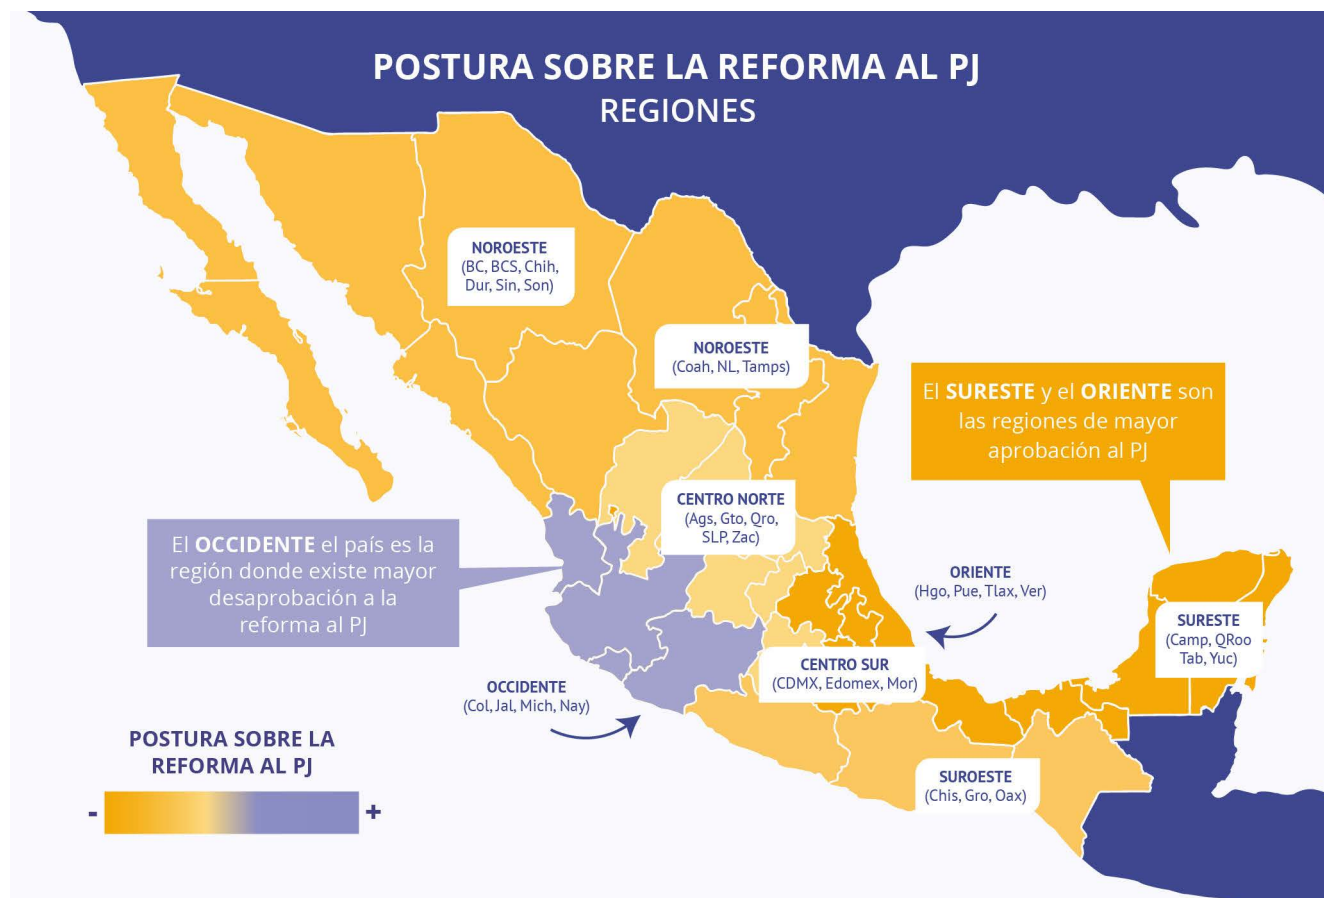 POSTURA SOBRE LA REFORMA AL PJ
REGIONES
NOROESTE
(BC, BCS, Chih,
Dur, Sin, Son)
NOROESTE
(Coah, NL, Tamps)
El SURESTE y el ORIENTE son
las regiones de mayor
aprobación al PJ
CENTRO NORTE
(Ags, Gto, Qro,
SLP, Zac)
El OCCIDENTE el país es la
región donde existe mayor
desaprobación a la
reforma al PJ
ORIENTE
(Hgo, Pue, Tlax, Ver)
SURESTE
(Camp, QRoo
Tab, Yuc)
CENTRO SUR
(CDMX, Edomex, Mor)
OCCIDENTE
(Col, Jal, Mich, Nay)
POSTURA SOBRE LA
REFORMA AL PJ
- +
SUROESTE
(Chis, Gro, Oax)